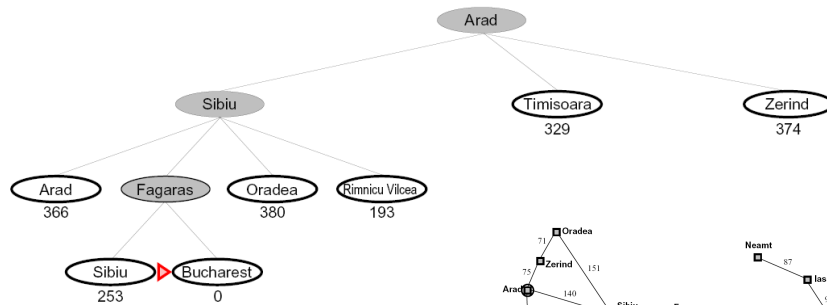 Arad
Sibiu
Timisoara
Zerind
329
374
Arad
Fagaras
Oradea
Rimnicu Vilcea
366
380
193
Sibiu
Bucharest
253
0
Oradea
71
Neamt
Zerind
87
75
151
Arad
140